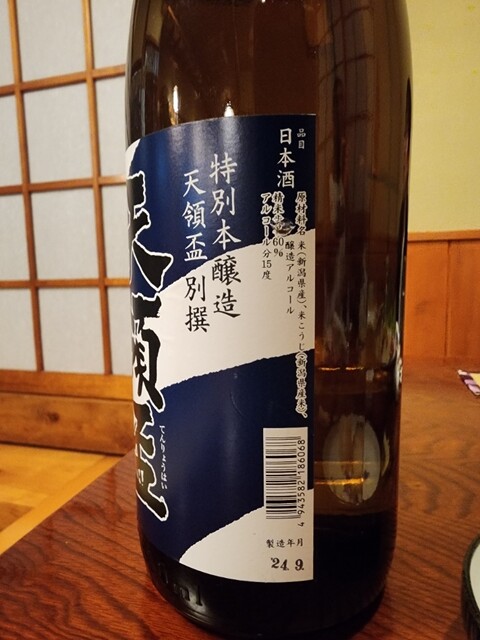 品目
日本酒
原材料名 米(新潟県産)、米こうじ(新潟県産米)、
醸造アルコール
精米歩合60%
アルコール分15度
特別本醸造
天領盃 別撰
天領盃
てんりょうはい
4 943582 186068
製造年月
24.9.